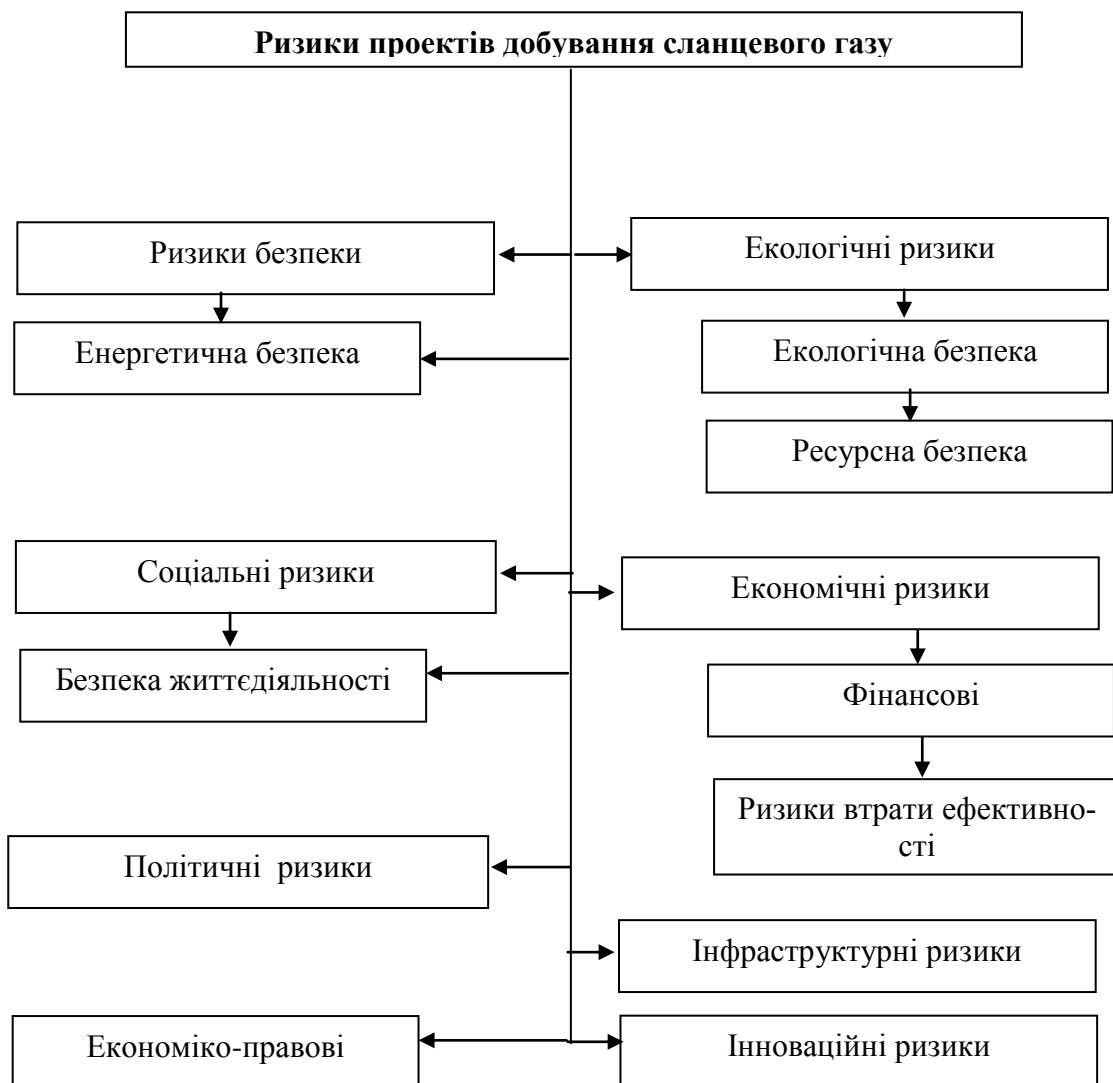 Ризики проектів добування сланцевого газу
Ризики безпеки
Екологічні ризики
Енергетична безпека
Екологічна безпека
Ресурсна безпека
Соціальні ризики
Економічні ризики
Безпека життєдіяльності
Фінансові
Ризики втрати ефективно-
сті
Політичні ризики
Інфраструктурні ризики
Економіко-правові
Інноваційні ризики